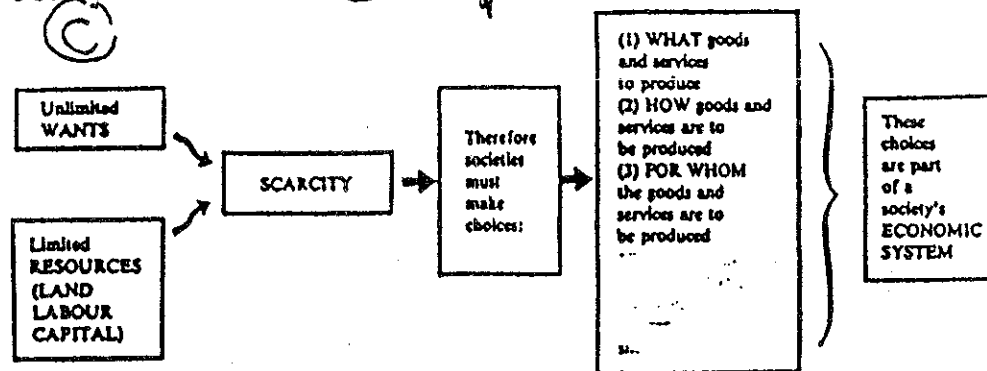 C
Unlimited
WANTS
Limited
RESOURCES
(LAND
LABOUR
CAPITAL)
SCARCITY
Therefore
societies
must
make
choices:
(1) WHAT goods
and services
to produce
(2) HOW goods and
services are to
be produced
(3) FOR WHOM
the goods and
services are to
be produced
These
choices
are part
of a
society's
ECONOMIC
SYSTEM